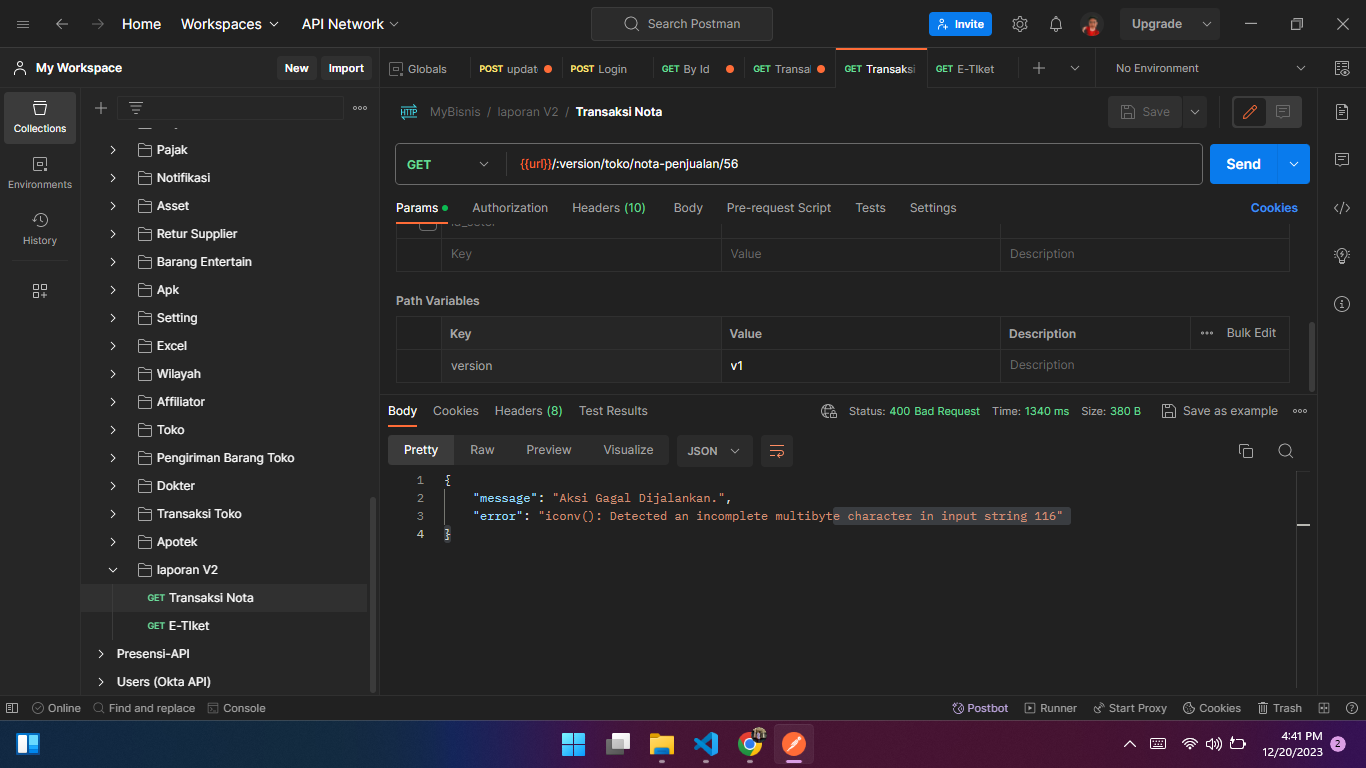 Home Workspaces API Network Search Postman Invite Upgrade
My Workspace New Import Globals POST updat POST Login GET By Id GET Transal GET Transaksi GET E-TIket No Environment
Collections
Environments
History
Pajak
Notifikasi
Asset
Retur Supplier
Barang Entertain
Apk
Setting
Excel
Wilayah
Affiliator
Toko
Pengiriman Barang Toko
Dokter
Transaksi Toko
Apotek
laporan V2
GET Transaksi Nota
GET E-TIket
Presensi-API
Users (Okta API)
HTTP MyBisnis / laporan V2 / Transaksi Nota Save
GET {{url}}/:version/toko/nota-penjualan/56 Send
Params Authorization Headers (10) Body Pre-request Script Tests Settings Cookies
Key Value Description
Path Variables
Key Value Description Bulk Edit
version v1 Description
Body Cookies Headers (8) Test Results Status: 400 Bad Request Time: 1340 ms Size: 380 B Save as example
Pretty Raw Preview Visualize JSON
1 {
2 "message": "Aksi Gagal Dijalankan.",
3 "error": "iconv(): Detected an incomplete multibyte character in input string 116"
4 }
Online Find and replace Console Postbot Runner Start Proxy Cookies Trash
4:41 PM
12/20/2023 2